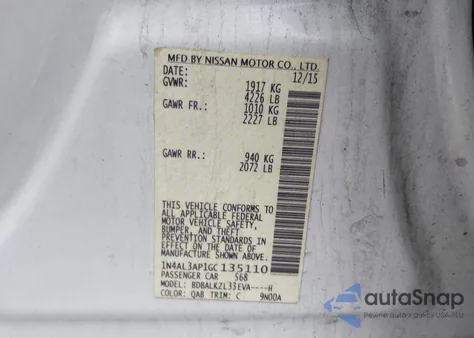 MFD BY NISSAN MOTOR CO., LTD.
DATE: 12/15
GVWR: 1917 KG
4226 LB
GAWR FR.: 1010 KG
2227 LB
GAWR RR.: 940 KG
2072 LB
THIS VEHICLE CONFORMS TO
ALL APPLICABLE FEDERAL
MOTOR VEHICLE SAFETY,
BUMPER, AND THEFT
PREVENTION STANDARDS IN
EFFECT ON THE DATE OF
MANUFACTURE SHOWN ABOVE.
1N4AL3AP1GC135110
PASSENGER CAR S68
MODEL: BDBALKZL33EVA----H
COLOR: QAB TRIM: C 9N00A
autoSnap